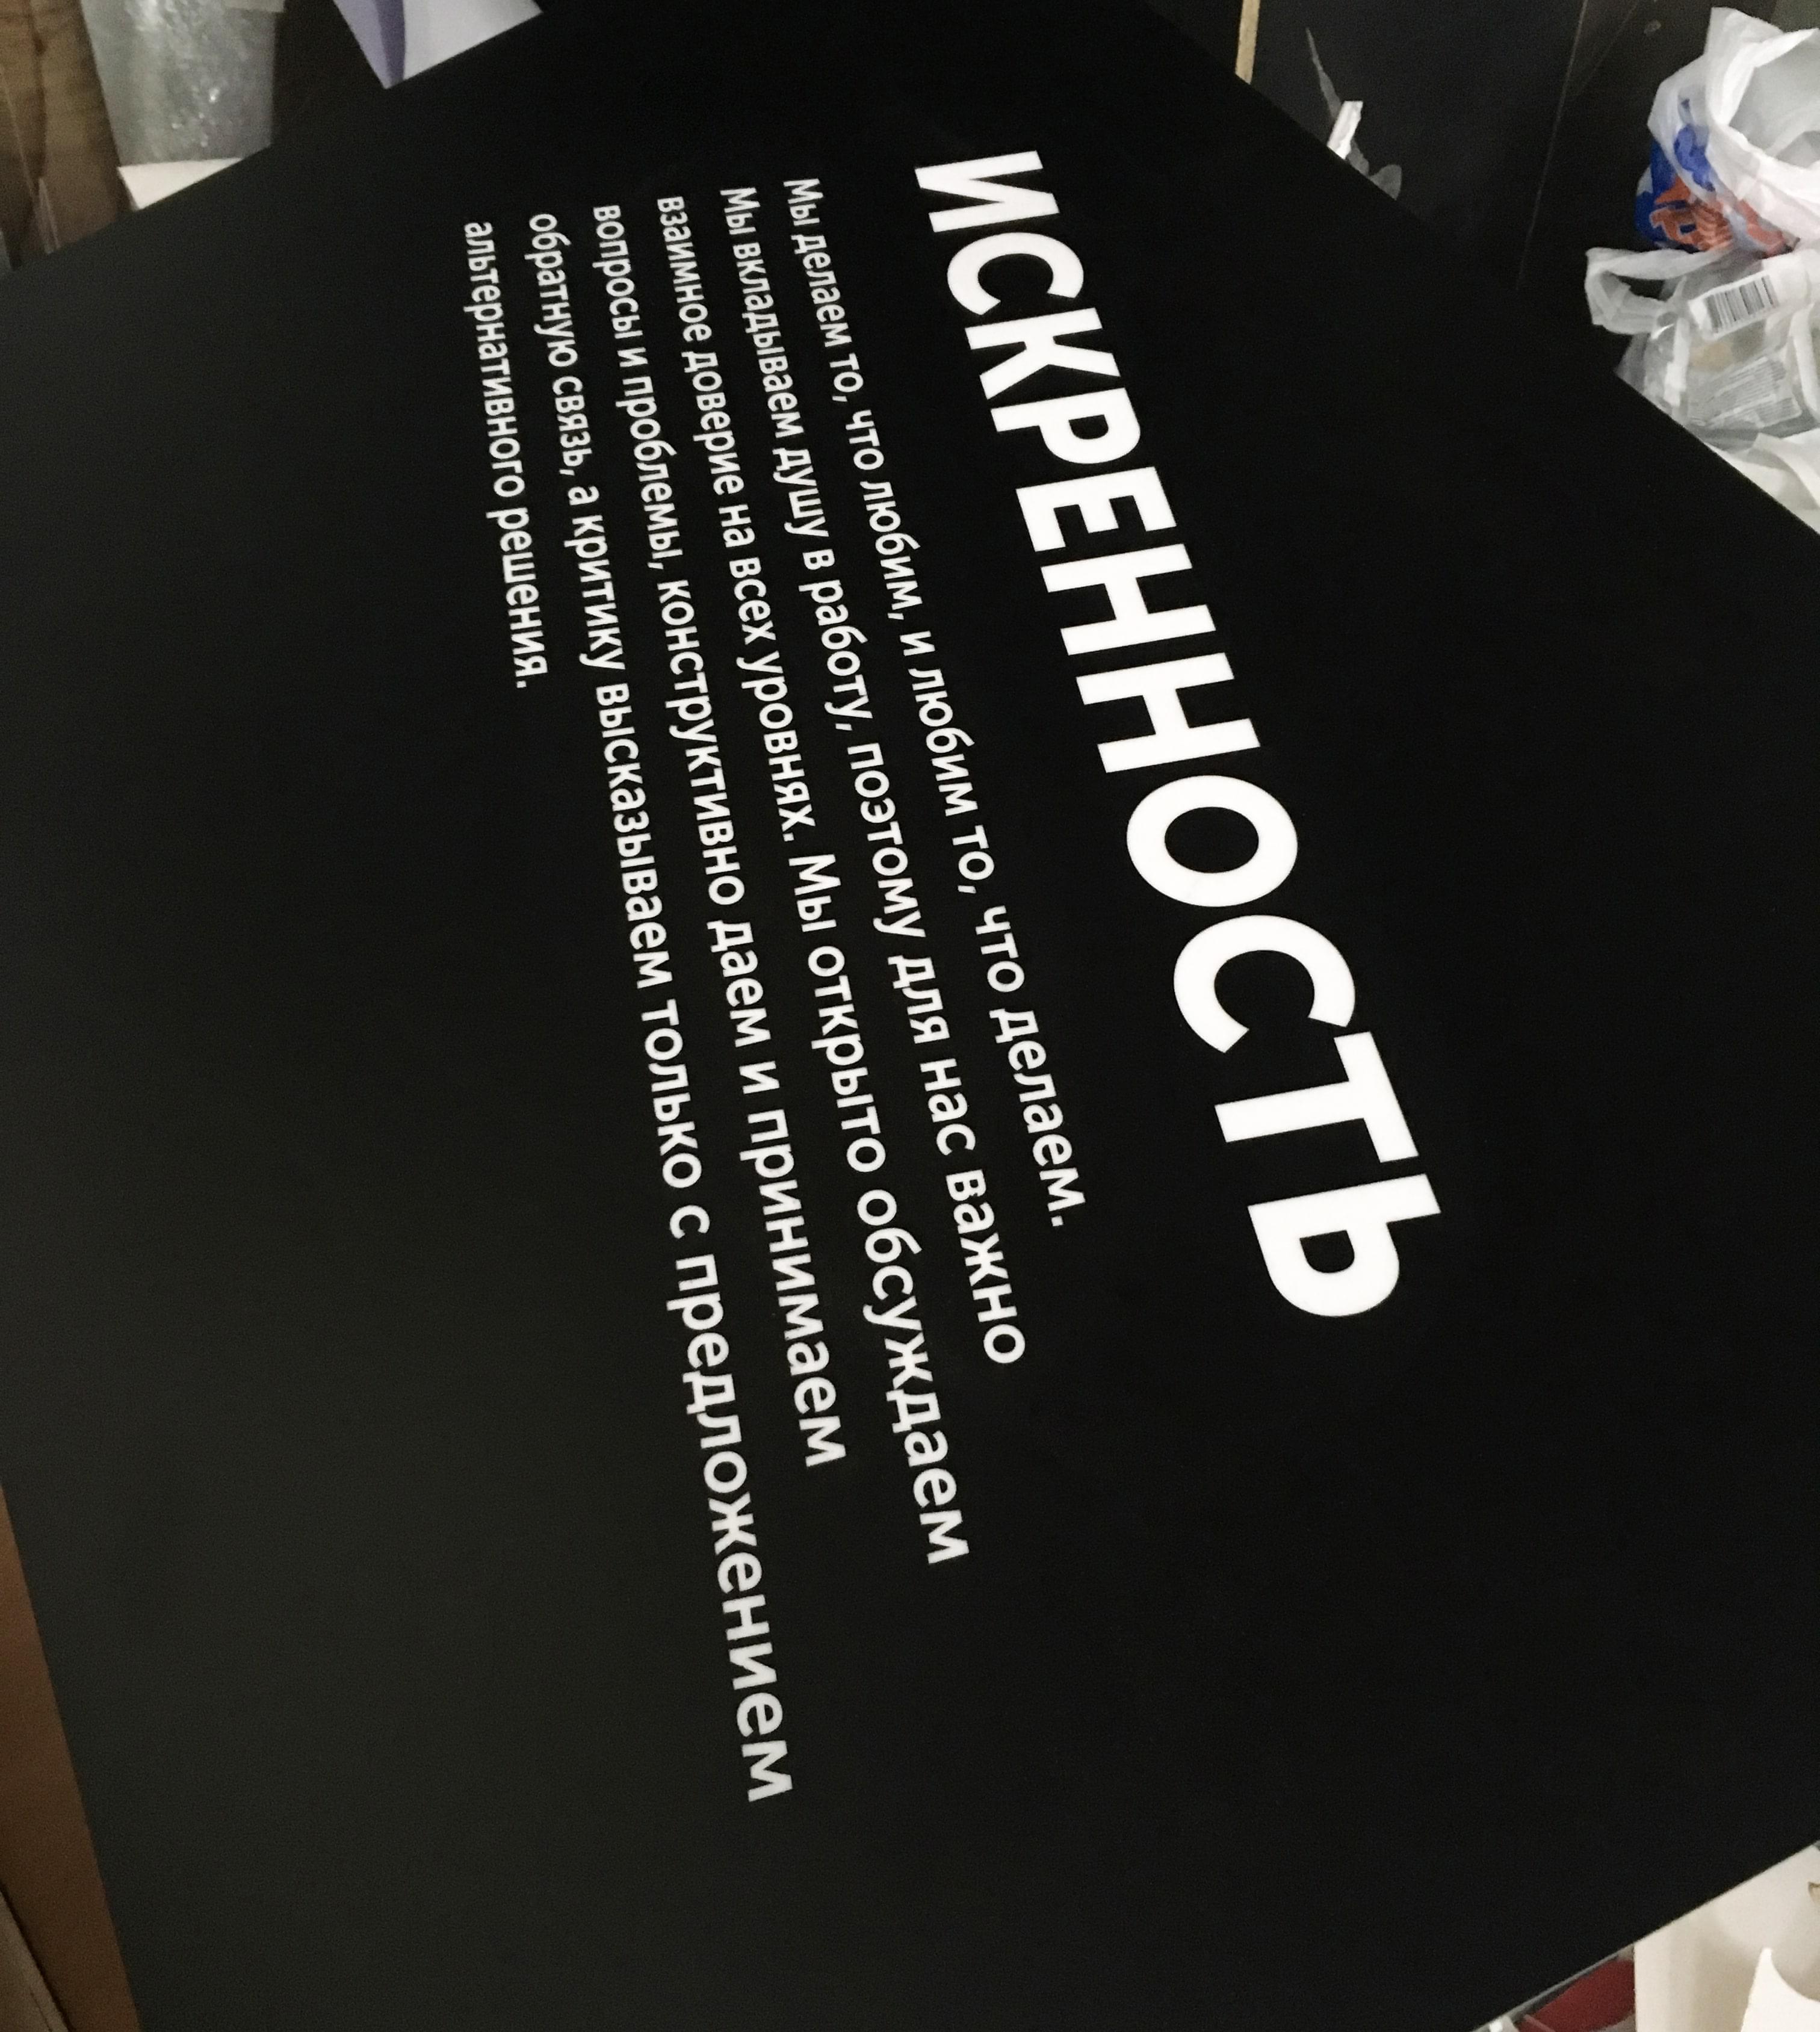 ИСКРЕННОСТЬ
Мы делаем то, что любим, и любим то, что делаем.
Мы вкладываем душу в работу, поэтому для нас важно
взаимное доверие на всех уровнях. Мы открыто обсуждаем
вопросы и проблемы, конструктивно даем и принимаем
обратную связь, а критику высказываем только с предложением
альтернативного решения.